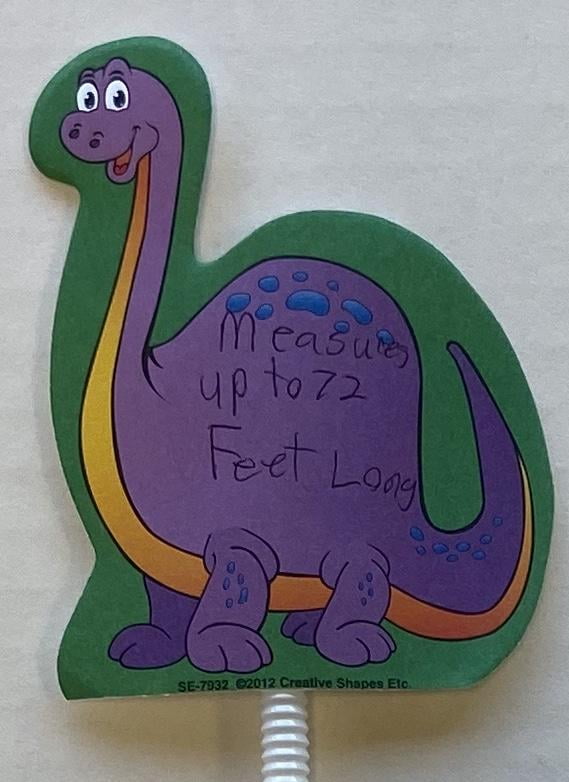 Measures
up to 72
Feet Long
SE-7932 ©2012 Creative Shapes Etc.